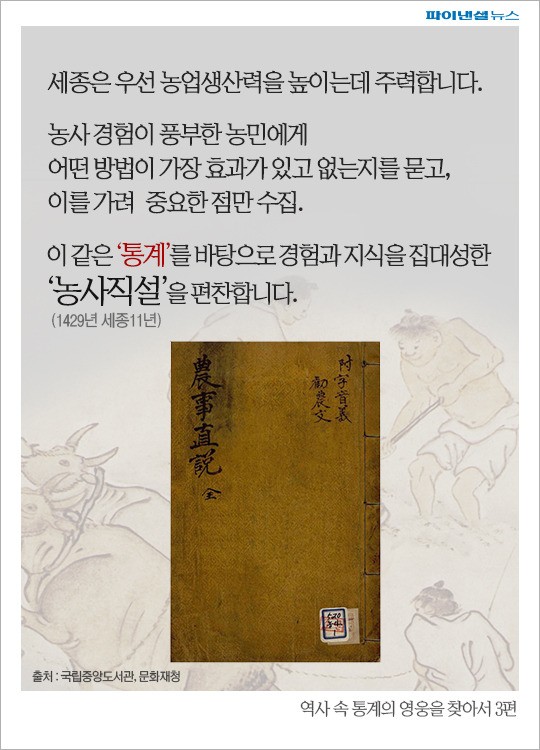 파이낸셜뉴스
세종은 우선 농업생산력을 높이는데 주력합니다.
농사 경험이 풍부한 농민에게
어떤 방법이 가장 효과가 있고 없는지를 묻고,
이를 가려 중요한 점만 수집.
이 같은 '통계'를 바탕으로 경험과 지식을 집대성한
'농사직설'을 편찬합니다.
(1429년 세종11년)
附字音義
勸農文
農事直說 全
출처 : 국립중앙도서관, 문화재청
역사 속 통계의 영웅을 찾아서 3편